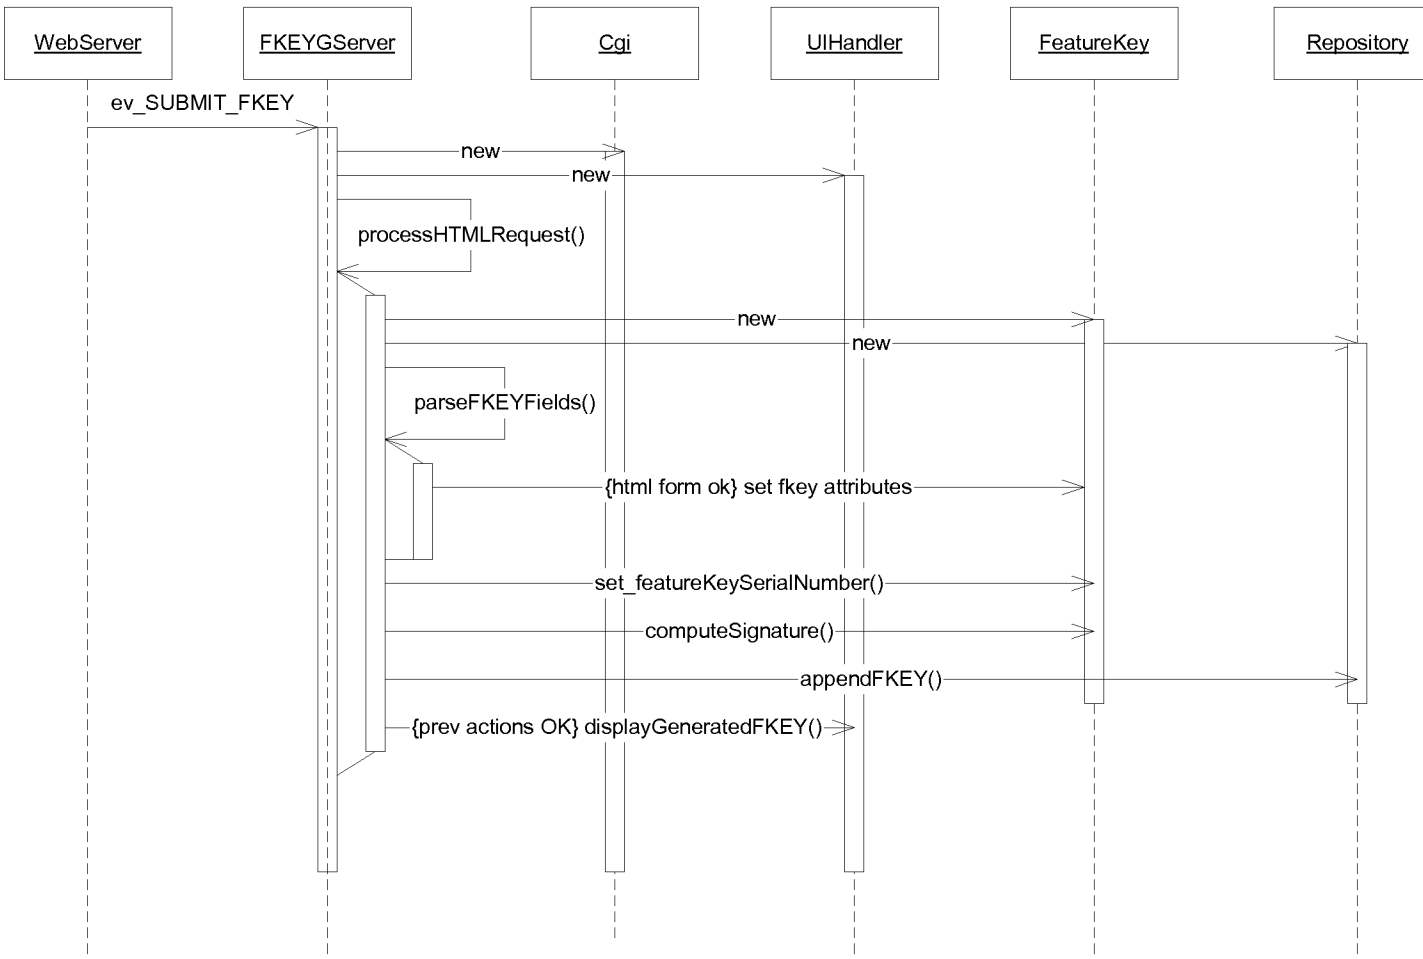 WebServer
FKEYGServer
Cgi
UIHandler
FeatureKey
Repository
ev_SUBMIT_FKEY
new
new
processHTMLRequest()
new
new
parseFKEYFields()
{html form ok} set fkey attributes
set_featureKeySerialNumber()
computeSignature()
appendFKEY()
{prev actions OK} displayGeneratedFKEY()